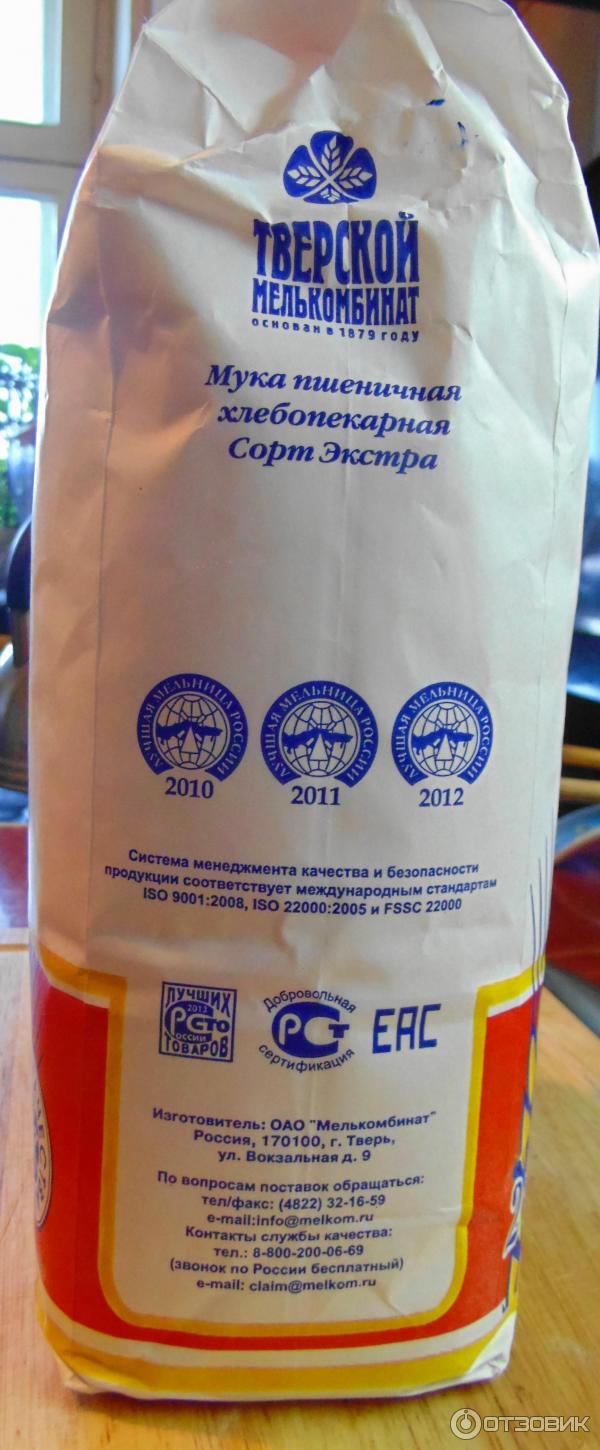 ТВЕРСКОЙ
МЕЛЬКОМБИНАТ
ОСНОВАН В 1879 ГОДУ
Мука пшеничная
хлебопекарная
Сорт Экстра
ЛУЧШАЯ МЕЛЬНИЦА РОССИИ
2010
ЛУЧШАЯ МЕЛЬНИЦА РОССИИ
2011
ЛУЧШАЯ МЕЛЬНИЦА РОССИИ
2012
Система менеджмента качества и безопасности
продукции соответствует международным стандартам
ISO 9001:2008, ISO 22000:2005 и FSSC 22000
ЛУЧШИХ
2013
СТО
РОССИИ
ТОВАРОВ
Добровольная
РСТ
сертификация
ЕАС
Изготовитель: ОАО "Мелькомбинат"
Россия, 170100, г. Тверь,
ул. Вокзальная д. 9
По вопросам поставок обращаться:
тел/факс: (4822) 32-16-59
e-mail:info@melkom.ru
Контакты службы качества:
тел.: 8-800-200-06-69
(звонок по России бесплатный)
e-mail: claim@melkom.ru
ОТЗОВИК